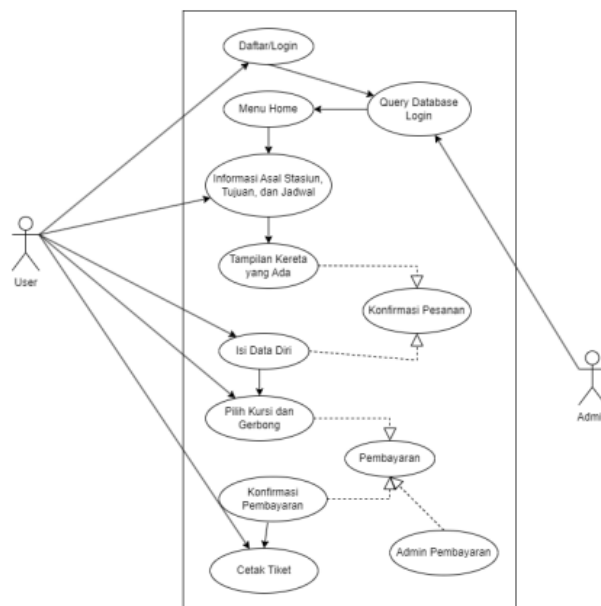 Daftar/Login
Query Database
Login
Menu Home
Informasi Asal Stasiun,
Tujuan, dan Jadwal
User
Tampilan Kereta
yang Ada
Konfirmasi Pesanan
Isi Data Diri
Admi
Pilih Kursi dan
Gerbong
Pembayaran
Konfirmasi
Pembayaran
Admin Pembayaran
Cetak Tiket